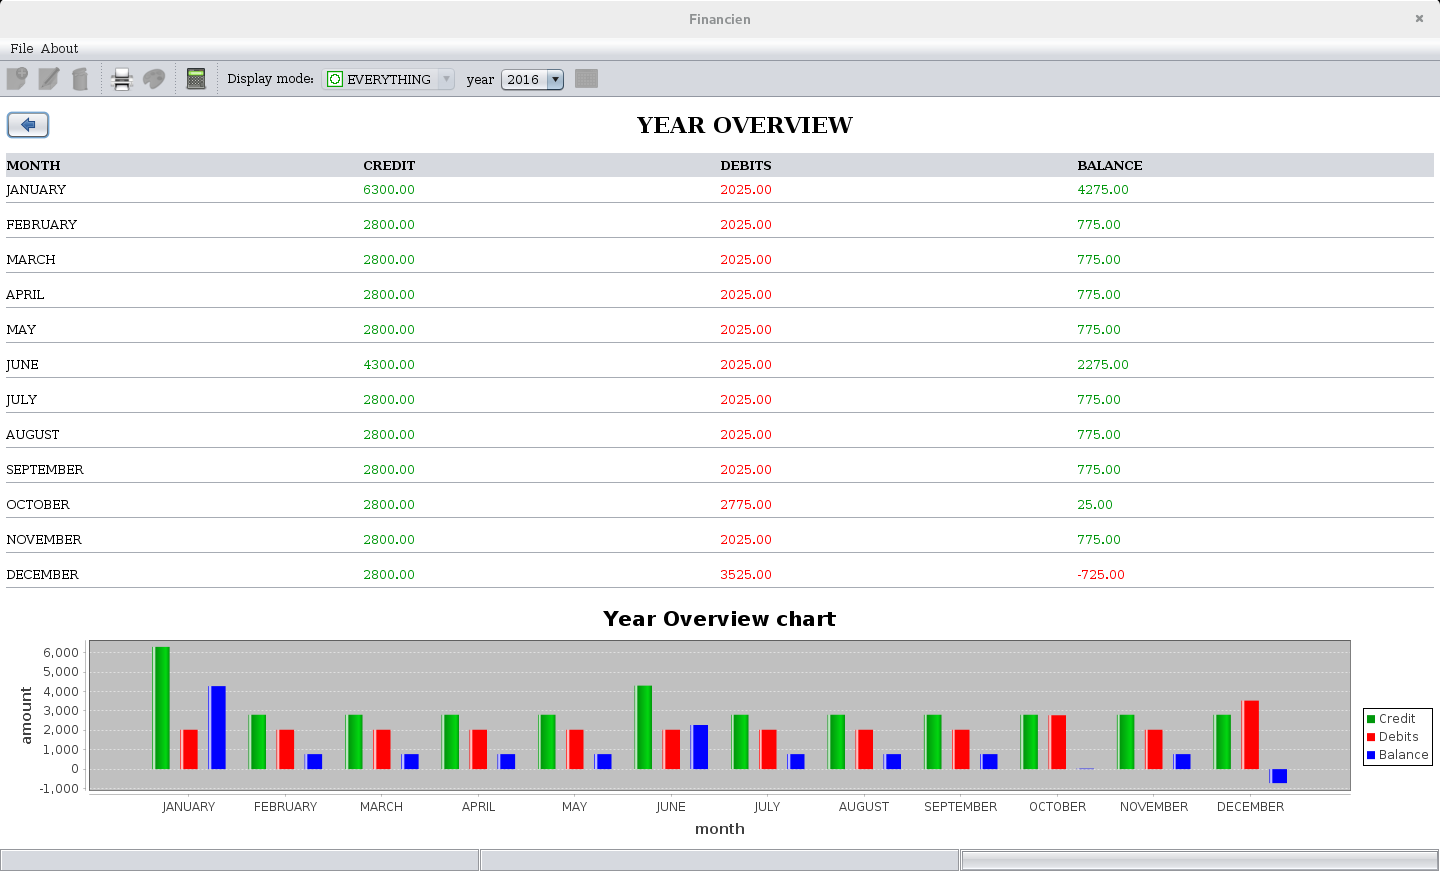 Financien
File About
Display mode: EVERYTHING year 2016
YEAR OVERVIEW
MONTH CREDIT DEBITS BALANCE
JANUARY 6300.00 2025.00 4275.00
FEBRUARY 2800.00 2025.00 775.00
MARCH 2800.00 2025.00 775.00
APRIL 2800.00 2025.00 775.00
MAY 2800.00 2025.00 775.00
JUNE 4300.00 2025.00 2275.00
JULY 2800.00 2025.00 775.00
AUGUST 2800.00 2025.00 775.00
SEPTEMBER 2800.00 2025.00 775.00
OCTOBER 2800.00 2775.00 25.00
NOVEMBER 2800.00 2025.00 775.00
DECEMBER 2800.00 3525.00 -725.00
Year Overview chart
amount
6,000
5,000
4,000
3,000
2,000
1,000
0
-1,000
JANUARY FEBRUARY MARCH APRIL MAY JUNE JULY AUGUST SEPTEMBER OCTOBER NOVEMBER DECEMBER
month
Credit
Debits
Balance